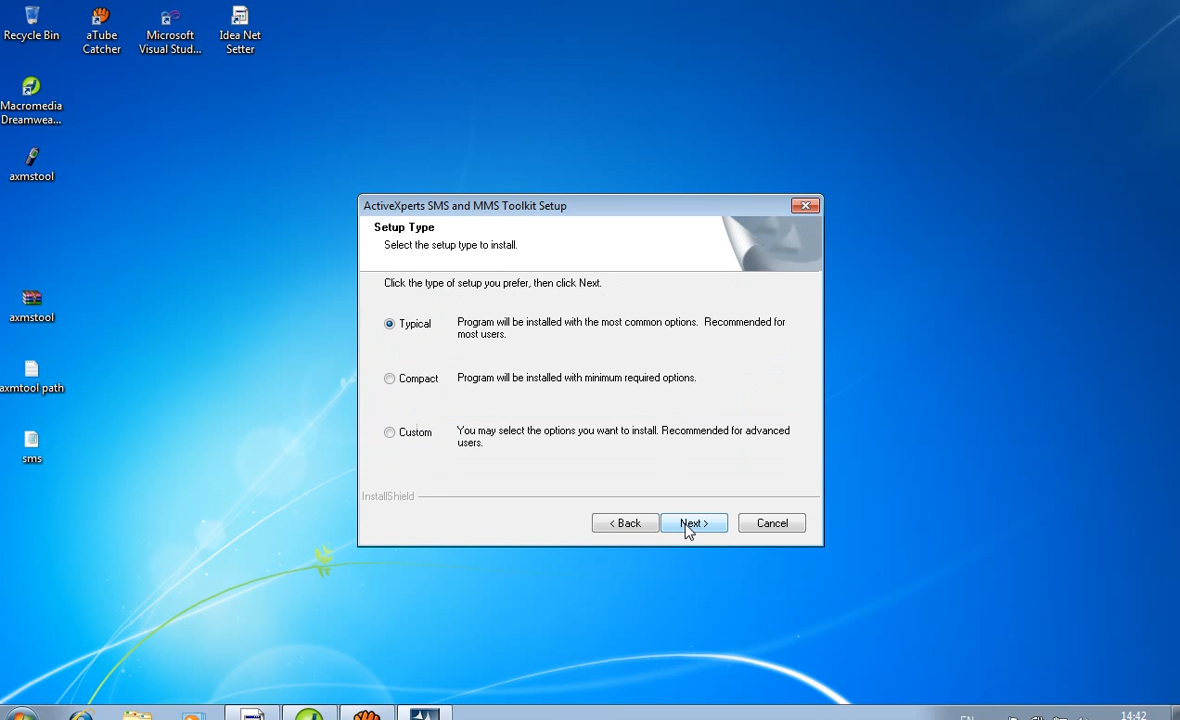 Recycle Bin
aTube
Catcher
Microsoft
Visual Stud...
Idea Net
Setter
Macromedia
Dreamwea...
axmstool
axmstool
axmtool path
sms
ActiveXperts SMS and MMS Toolkit Setup
Setup Type
Select the setup type to install.
Click the type of setup you prefer, then click Next.
Typical
Program will be installed with the most common options. Recommended for
most users.
Compact
Program will be installed with minimum required options.
Custom
You may select the options you want to install. Recommended for advanced
users.
InstallShield
< Back
Next >
Cancel
EN
14:42